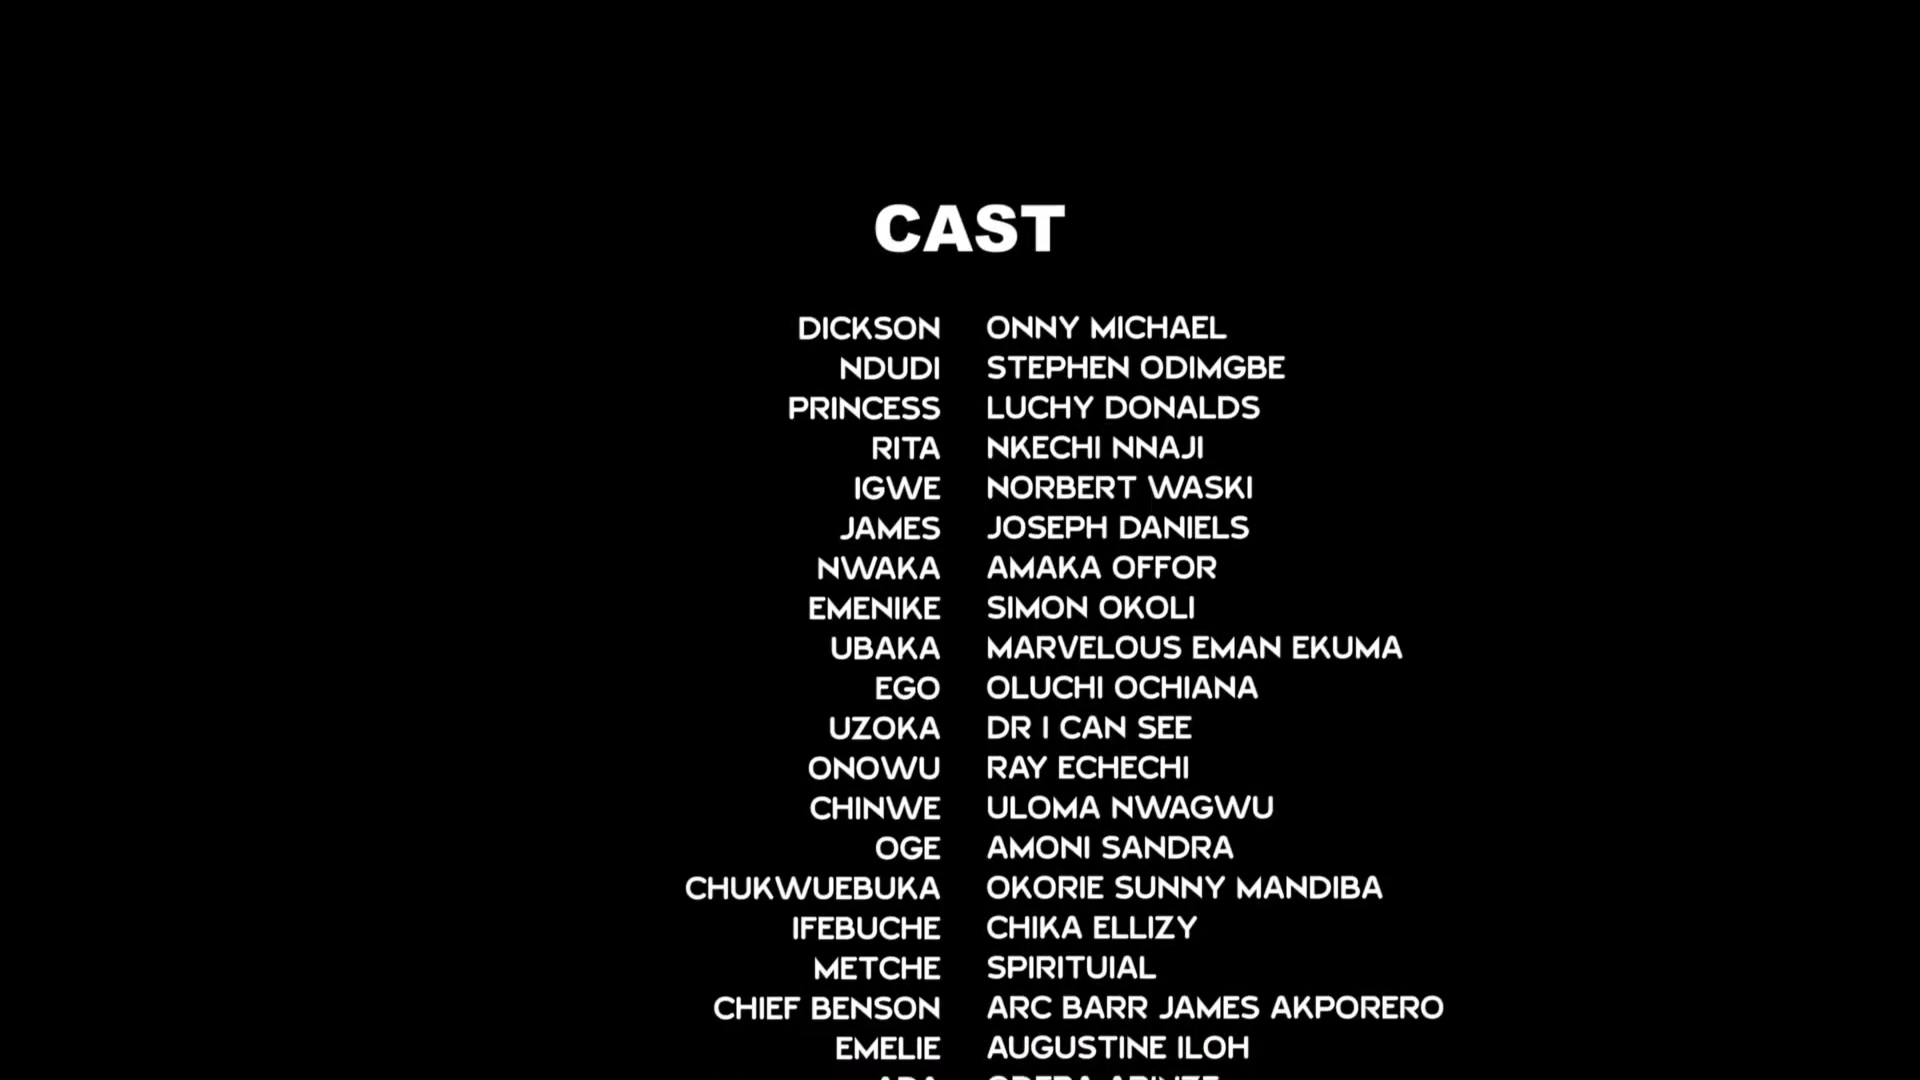 CAST
DICKSON ONNY MICHAEL
NDUDI STEPHEN ODIMGBE
PRINCESS LUCHY DONALDS
RITA NKECHI NNAJI
IGWE NORBERT WASKI
JAMES JOSEPH DANIELS
NWAKA AMAKA OFFOR
EMENIKE SIMON OKOLI
UBAKA MARVELOUS EMAN EKUMA
EGO OLUCHI OCHIANA
UZOKA DR I CAN SEE
ONOWU RAY ECHECHI
CHINWE ULOMA NWAGWU
OGE AMONI SANDRA
CHUKWUEBUKA OKORIE SUNNY MANDIBA
IFEBUCHE CHIKA ELLIZY
METCHE SPIRITUIAL
CHIEF BENSON ARC BARR JAMES AKPORERO
EMELIE AUGUSTINE ILOH